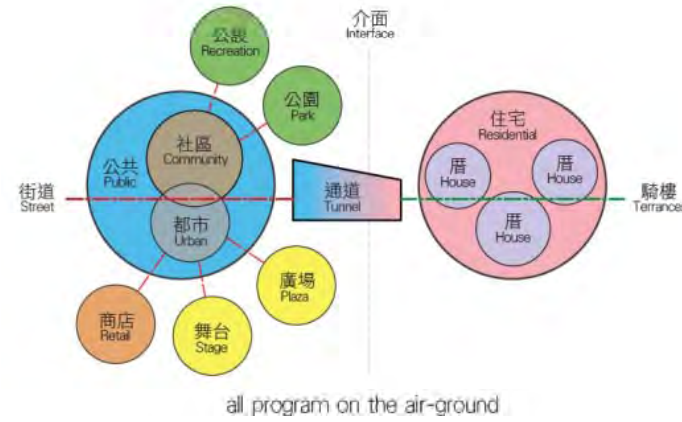 公設
Recreation
介面
Interface
公園
Park
社區
Community
公共
Public
住宅
Residential
厝
House
厝
House
厝
House
街道
Street
通道
Tunnel
騎樓
Terrance
都市
Urban
廣場
Plaza
商店
Retail
舞台
Stage
all program on the air-ground